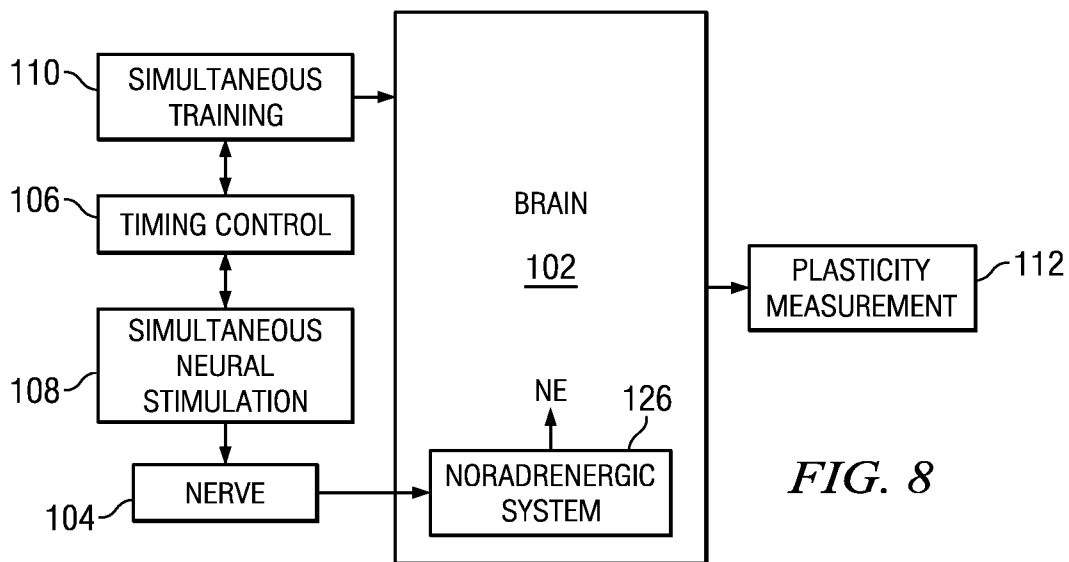 110
SIMULTANEOUS
TRAINING
106
TIMING CONTROL
108
SIMULTANEOUS
NEURAL
STIMULATION
104
NERVE
BRAIN
102
NE
126
NORADRENERGIC
SYSTEM
PLASTICITY
MEASUREMENT
112
FIG. 8